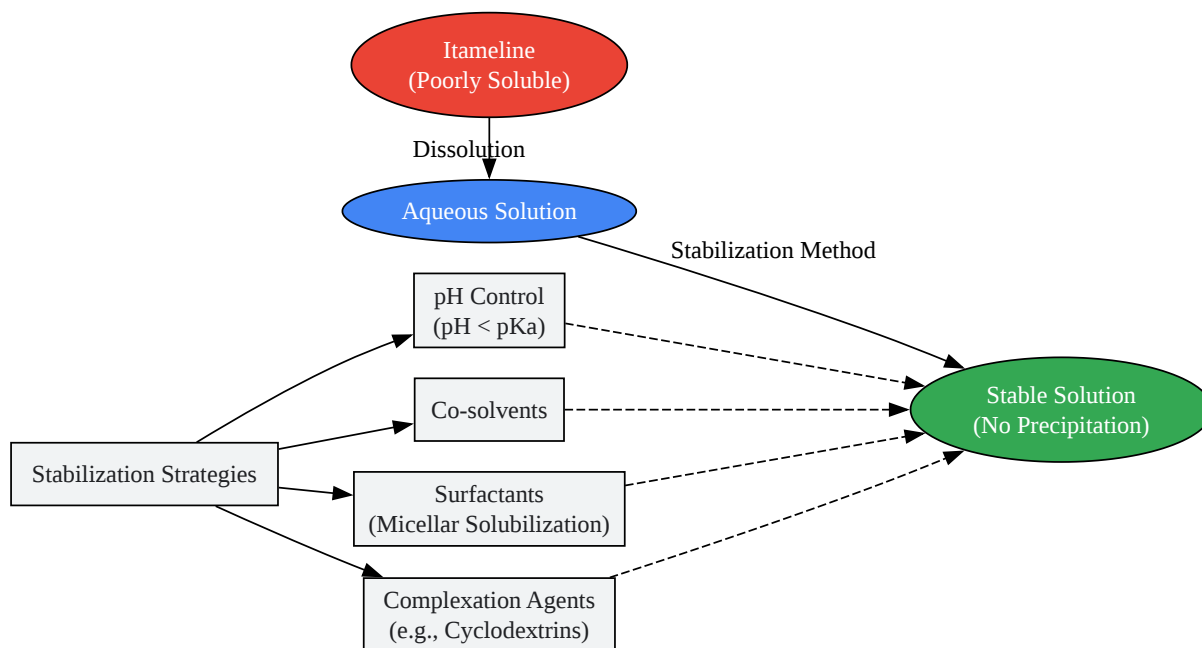 Itameline
(Poorly Soluble)
Dissolution
Aqueous Solution
Stabilization Method
pH Control
(pH < pKa)
Co-solvents
Stable Solution
(No Precipitation)
Stabilization Strategies
Surfactants
(Micellar Solubilization)
Complexation Agents
(e.g., Cyclodextrins)